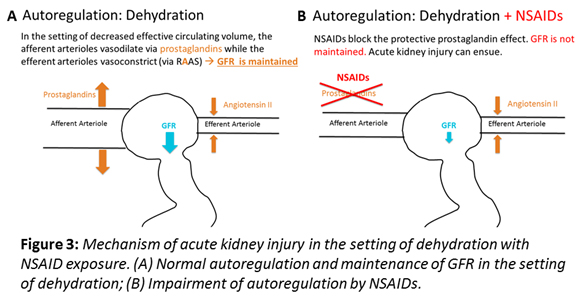 A Autoregulation: Dehydration
In the setting of decreased effective circulating volume, the
afferent arterioles vasodilate via prostaglandins while the
efferent arterioles vasoconstrict (via RAAS) → GFR is maintained
Prostaglandins
Angiotensin II
Afferent Arteriole
GFR
Efferent Arteriole
B Autoregulation: Dehydration + NSAIDs
NSAIDs block the protective prostaglandin effect. GFR is not
maintained. Acute kidney injury can ensue.
NSAIDs
Prostaglandins
Angiotensin II
Afferent Arteriole
GFR
Efferent Arteriole
Figure 3: Mechanism of acute kidney injury in the setting of dehydration with
NSAID exposure. (A) Normal autoregulation and maintenance of GFR in the setting
of dehydration; (B) Impairment of autoregulation by NSAIDs.